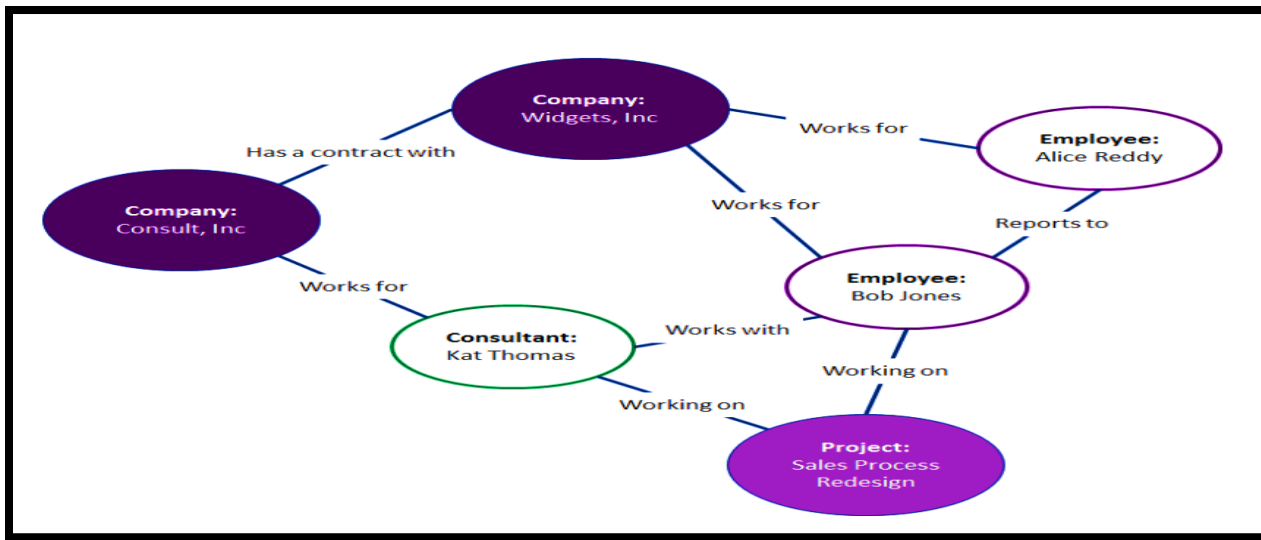 Company:
Widgets, Inc
Works for
Employee:
Alice Reddy
Has a contract with
Company:
Consult, Inc
Works for
Reports to
Employee:
Bob Jones
Works for
Consultant:
Kat Thomas
Works with
Working on
Working on
Project:
Sales Process
Redesign